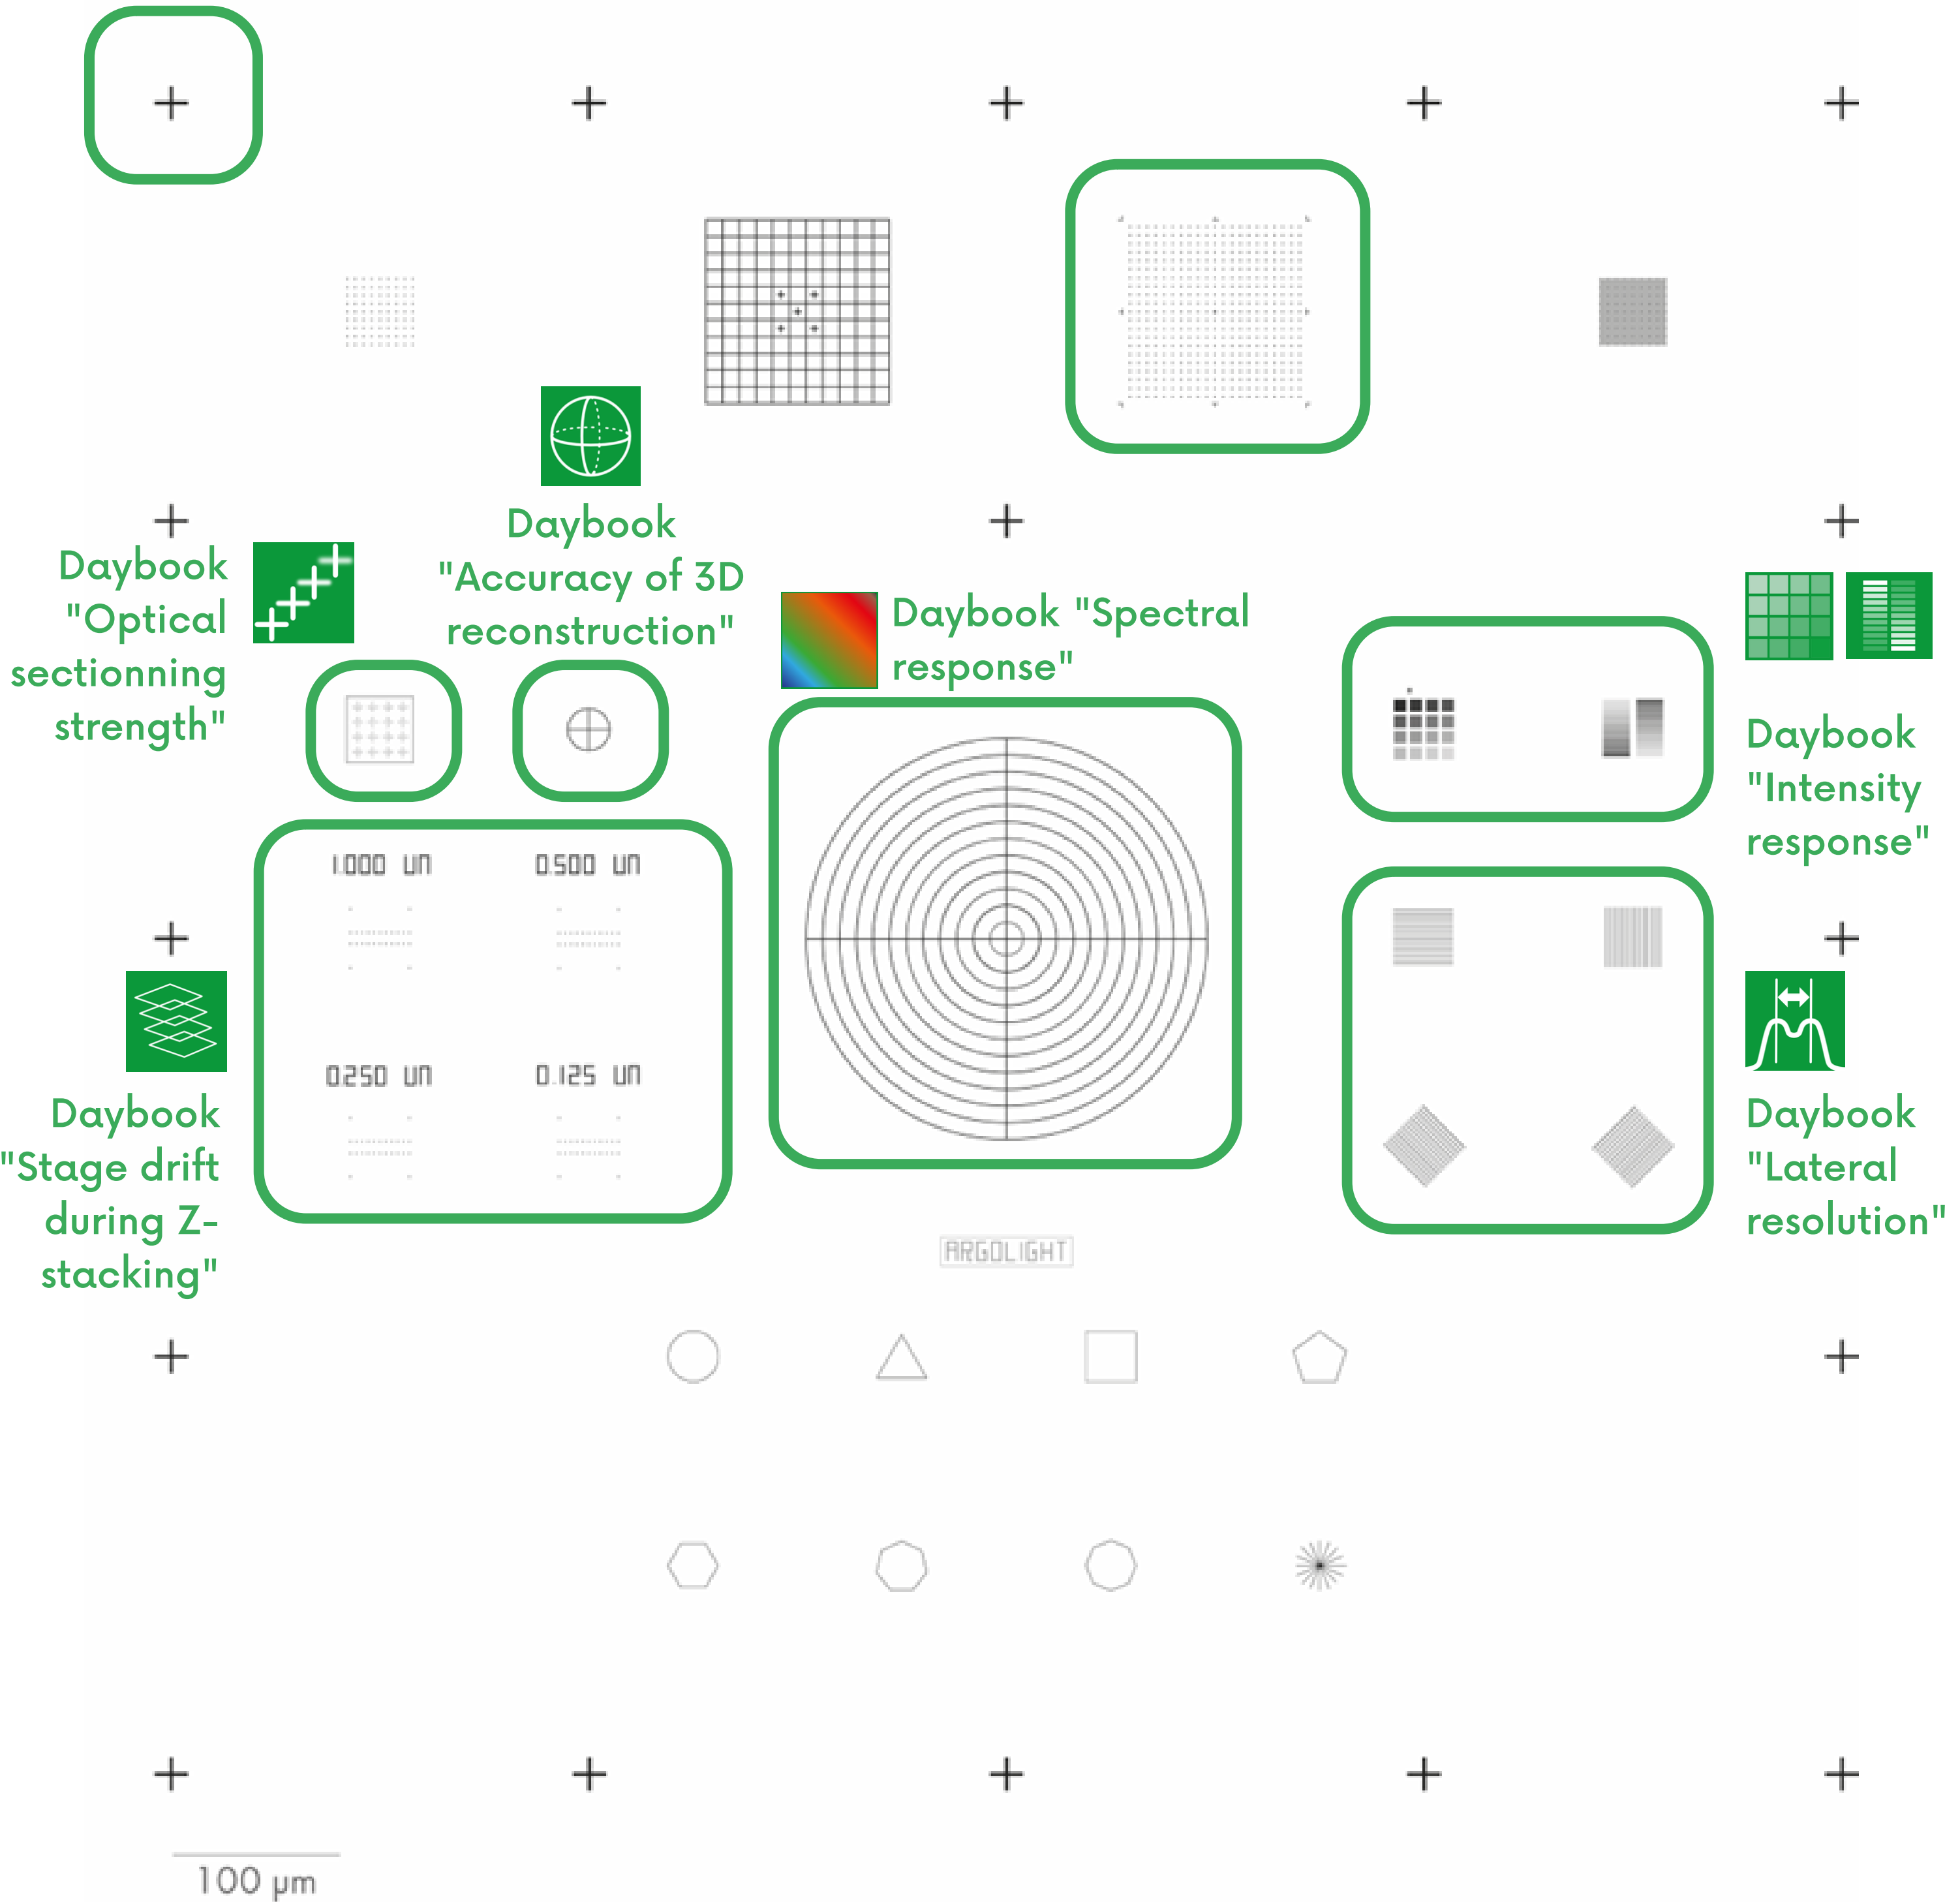 Daybook
"Optical
sectionning
strength"
Daybook
"Accuracy of 3D
reconstruction"
Daybook "Spectral
response"
Daybook
"Intensity
response"
1.000 um
0.500 um
0.250 um
0.125 um
Daybook
"Stage drift
during Z-
stacking"
Daybook
"Lateral
resolution"
ARGOLIGHT
100 µm